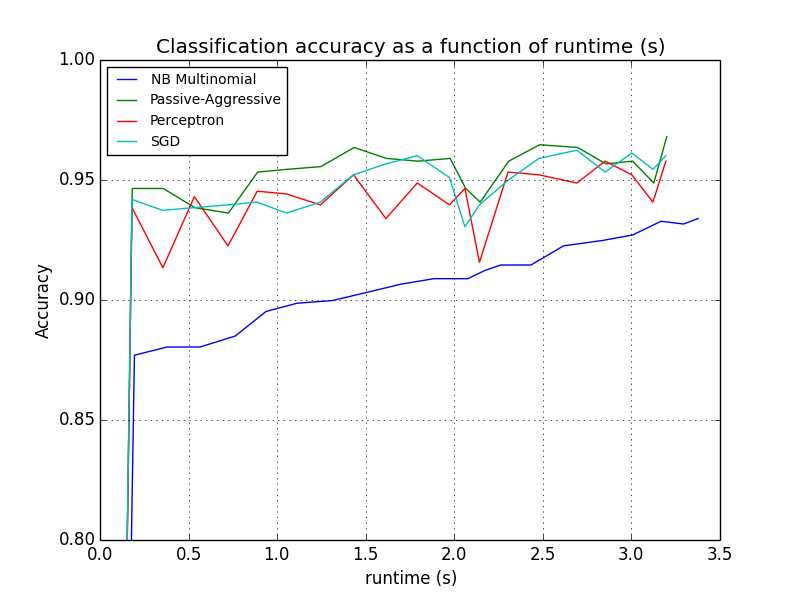 Classification accuracy as a function of runtime (s)
1.00
NB Multinomial
Passive-Aggressive
Perceptron
SGD
0.95
0.90
Accuracy
0.85
0.80
0.0 0.5 1.0 1.5 2.0 2.5 3.0 3.5
runtime (s)